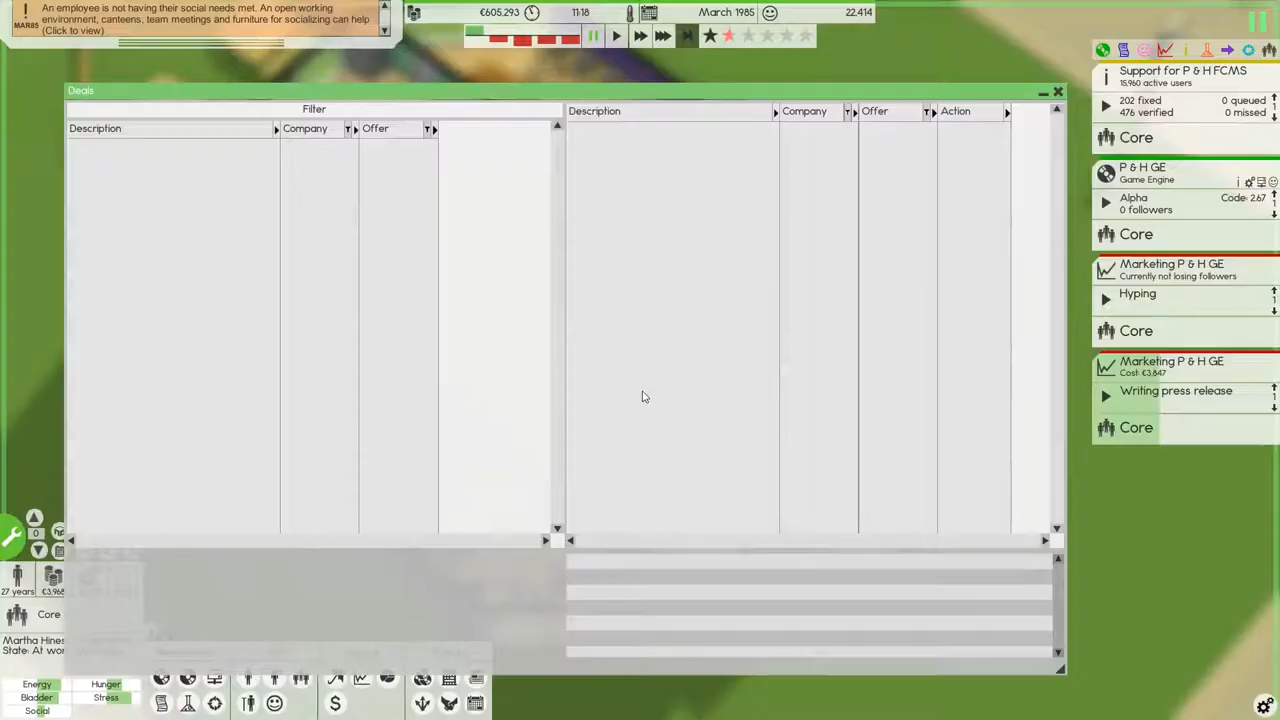 An employee is not having their social needs met. An open working
environment, canteens, team meetings and furniture for socializing can help
(Click to view)
MAR85
€605,293
11:18
March 1985
22,414
Deals
Filter
Description
Company
Offer
Description
Company
Offer
Action
Support for P & H FCMS
15,960 active users
202 fixed
0 queued
476 verified
0 missed
Core
P & H GE
Game Engine
Alpha
Code: 2.67
0 followers
Core
Marketing P & H GE
Currently not losing followers
Hyping
1
Core
Marketing P & H GE
Cost: €3,847
Writing press release
1
Core
0
27 years
€3,968
Core
Martha Hines
State: At wor
Energy
Hunger
Bladder
Stress
Social